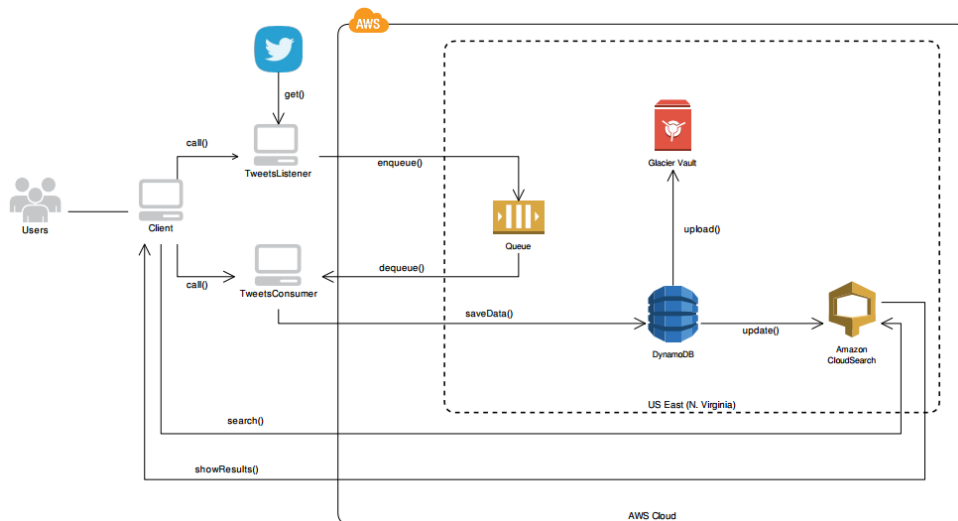 AWS
get()
call()
TweetsListener
enqueue()
Glacier Vault
Users
Client
Queue
upload()
call()
TweetsConsumer
dequeue()
saveData()
DynamoDB
update()
Amazon
CloudSearch
US East (N. Virginia)
search()
showResults()
AWS Cloud